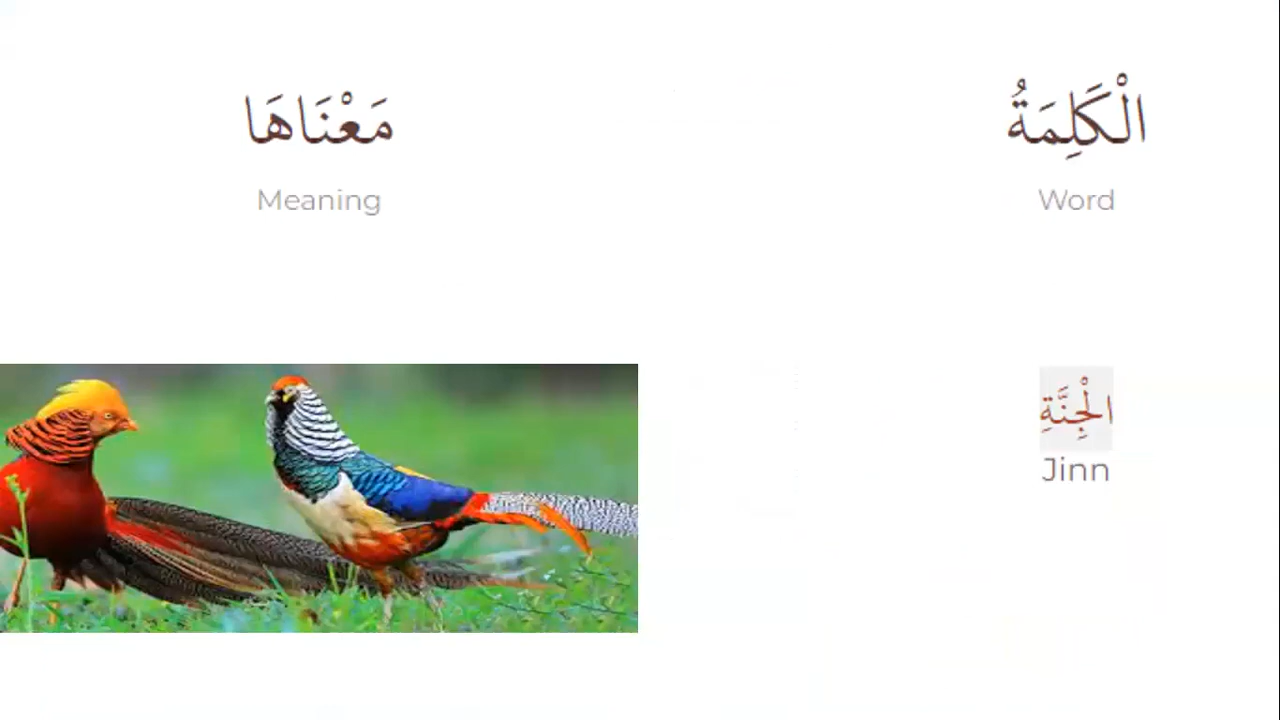 الْكَلِمَةُ
Word
مَعْنَاهَا
Meaning
الْجِنَّةِ
Jinn